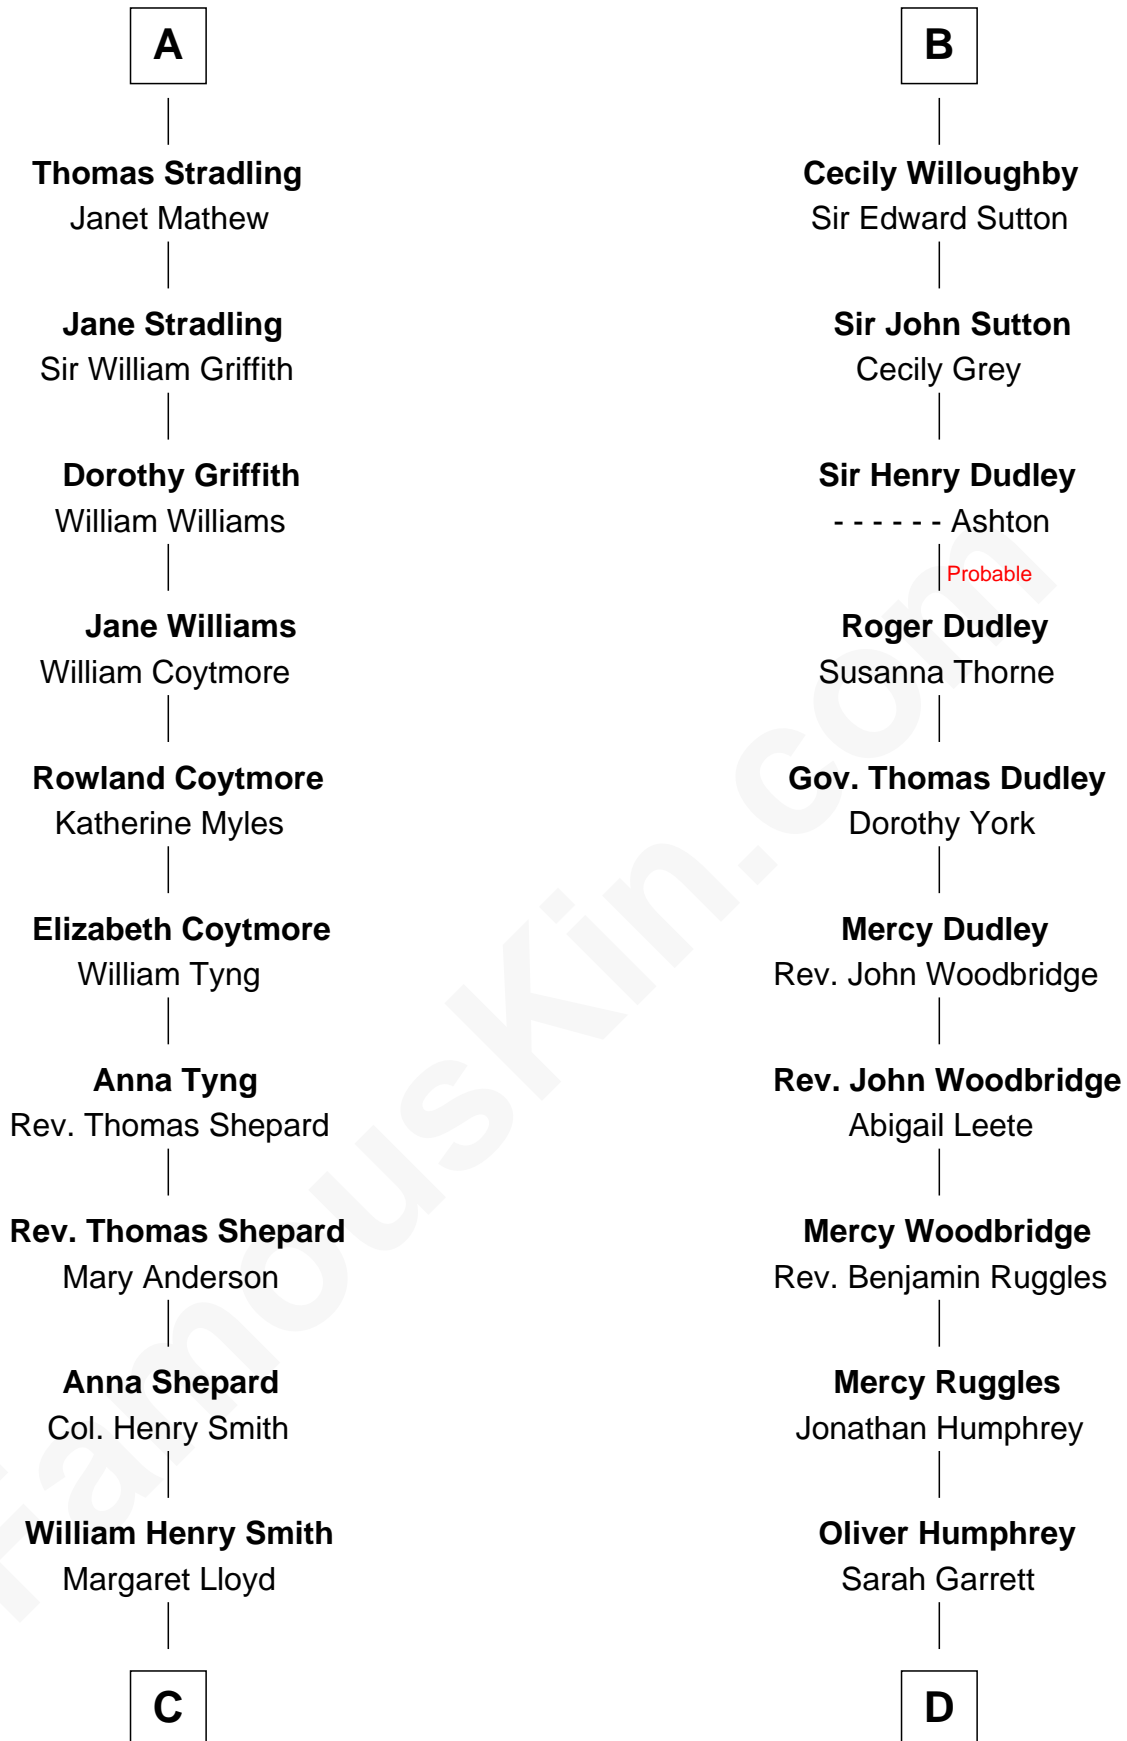 A
Thomas Stradling
Janet Mathew
Jane Stradling
Sir William Griffith
Dorothy Griffith
William Williams
Jane Williams
William Coytmore
Rowland Coytmore
Katherine Myles
Elizabeth Coytmore
William Tyng
Anna Tyng
Rev. Thomas Shepard
Rev. Thomas Shepard
Mary Anderson
Anna Shepard
Col. Henry Smith
William Henry Smith
Margaret Lloyd
C
B
Cecily Willoughby
Sir Edward Sutton
Sir John Sutton
Cecily Grey
Sir Henry Dudley
- - - - - - Ashton
Probable
Roger Dudley
Susanna Thorne
Gov. Thomas Dudley
Dorothy York
Mercy Dudley
Rev. John Woodbridge
Rev. John Woodbridge
Abigail Leete
Mercy Woodbridge
Rev. Benjamin Ruggles
Mercy Ruggles
Jonathan Humphrey
Oliver Humphrey
Sarah Garrett
D
FamousKin.com